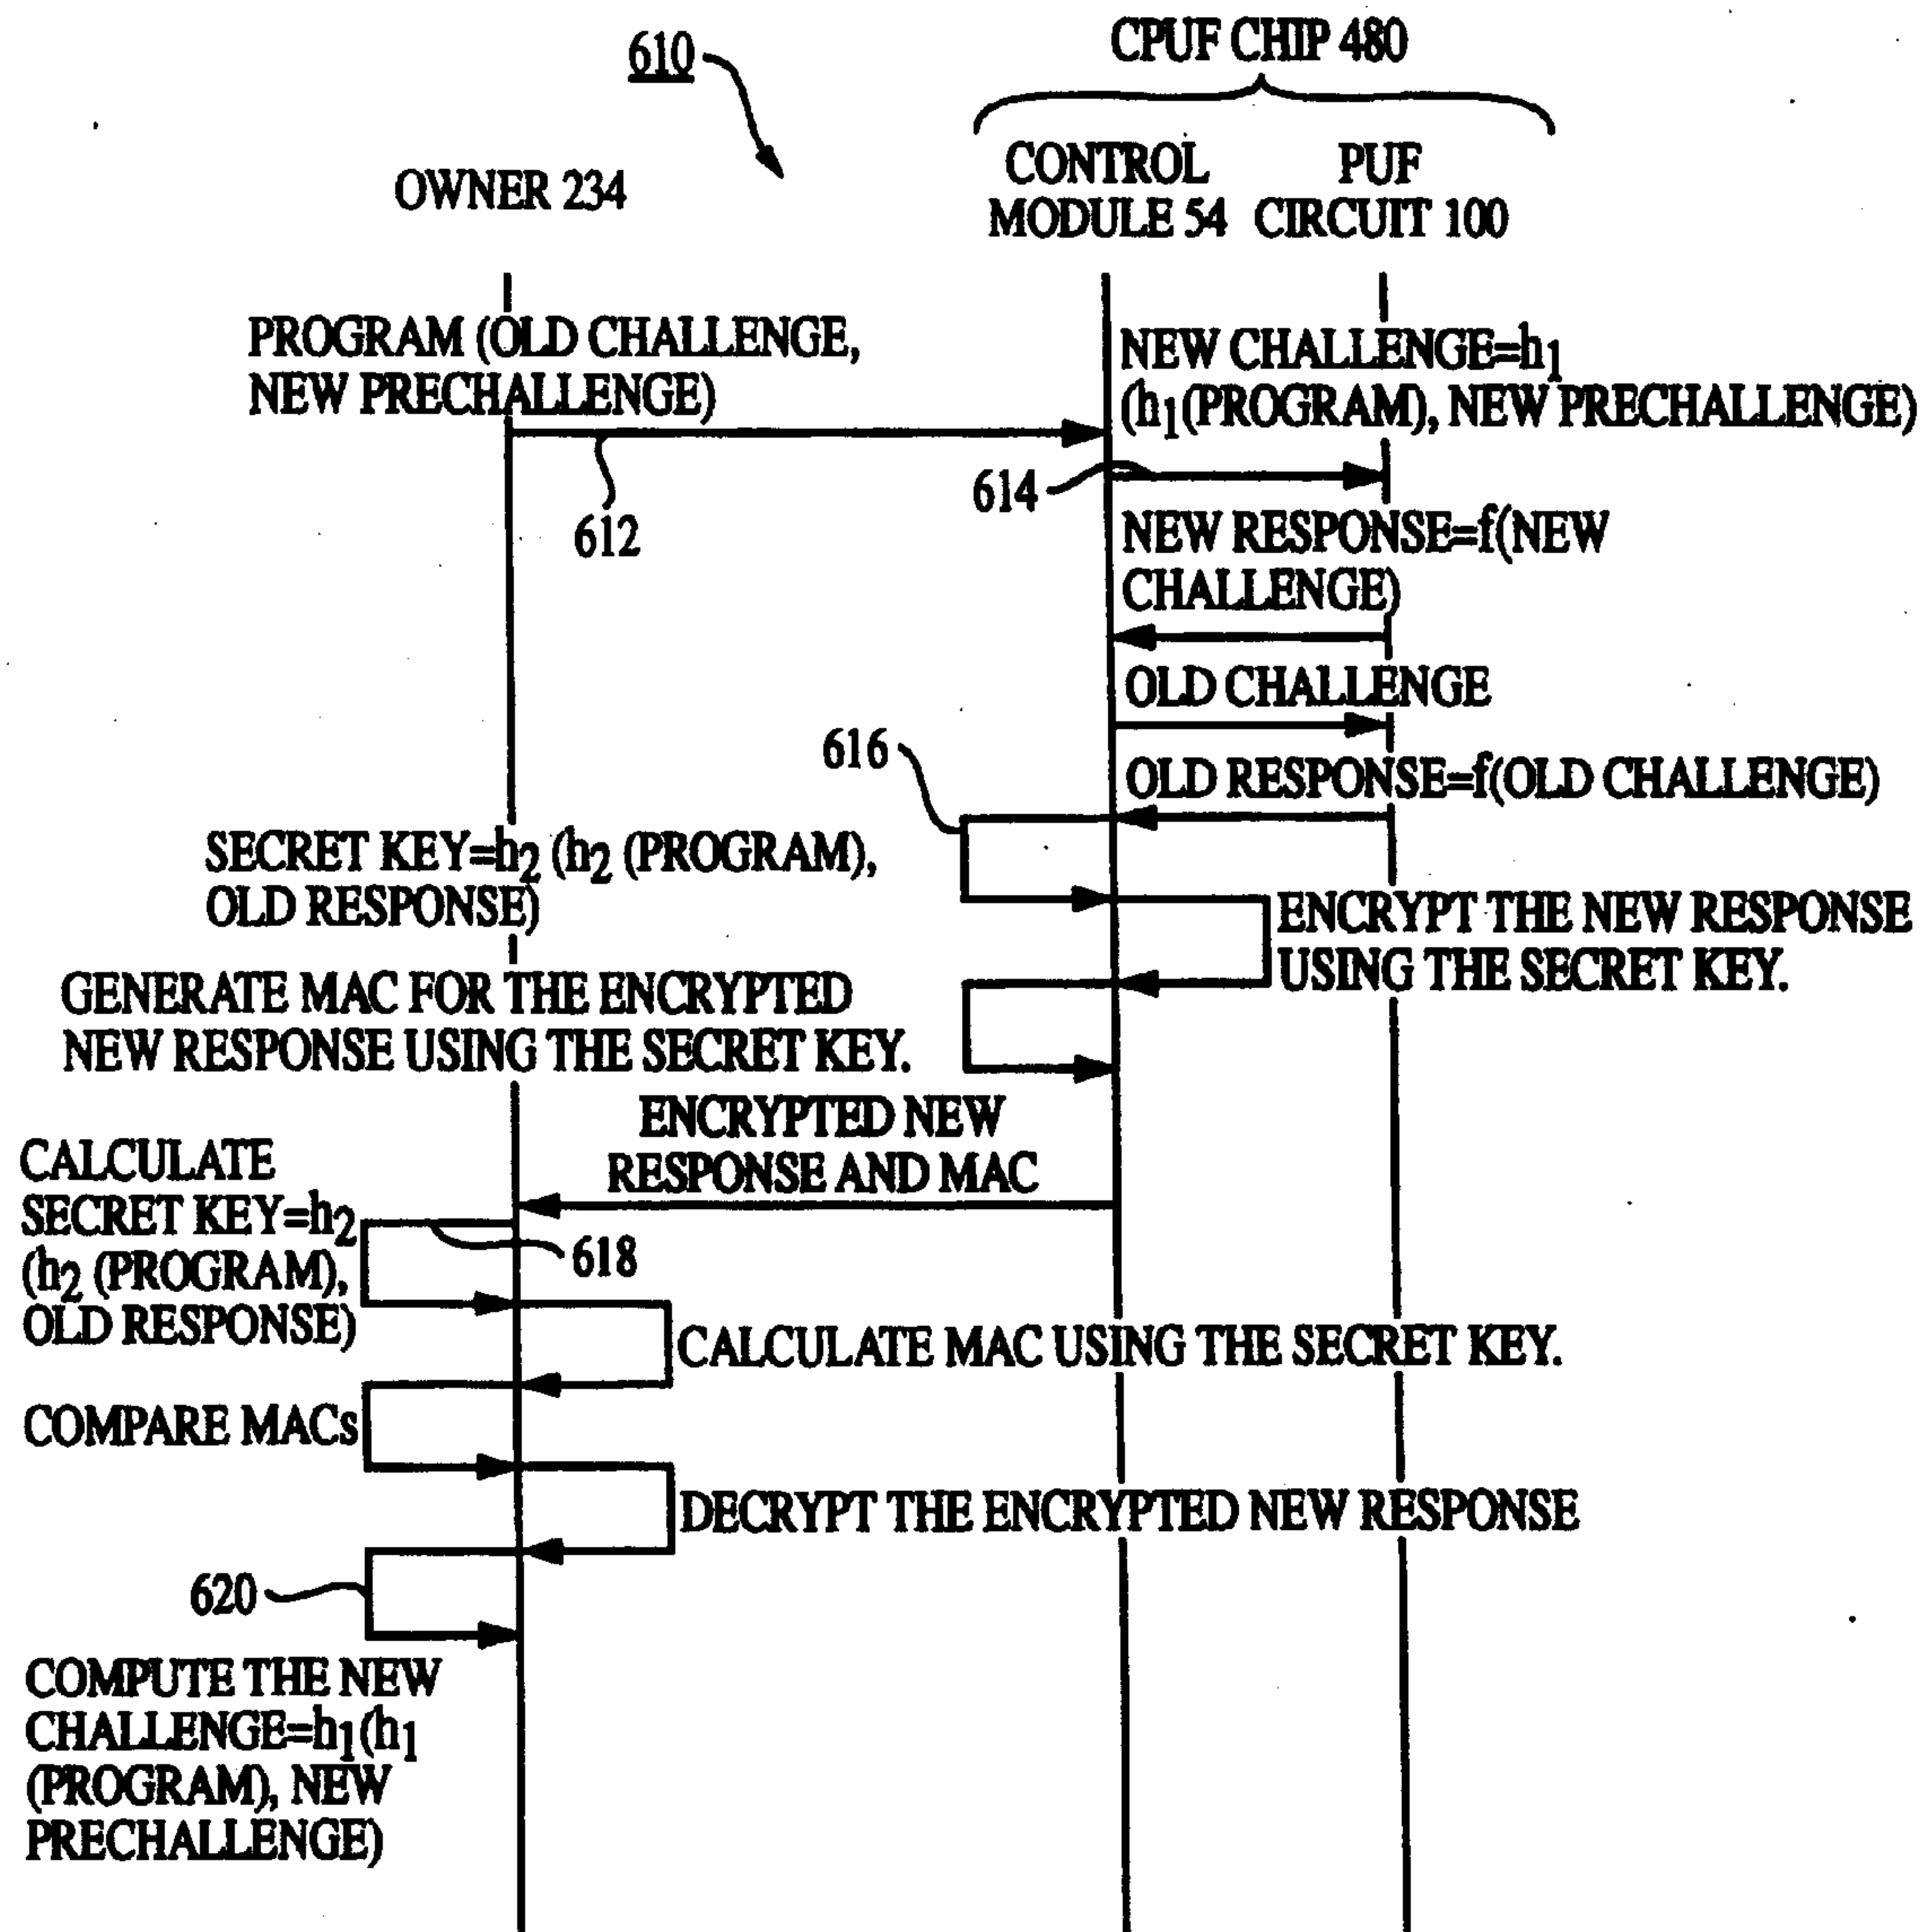 610
CPUF CHIP 480
OWNER 234
CONTROL
MODULE 54
PUF
CIRCUIT 100
PROGRAM (OLD CHALLENGE,
NEW PRECHALLENGE)
612
NEW CHALLENGE=h1
(h1(PROGRAM), NEW PRECHALLENGE)
614
NEW RESPONSE=f(NEW
CHALLENGE)
OLD CHALLENGE
616
OLD RESPONSE=f(OLD CHALLENGE)
SECRET KEY=h2 (h2 (PROGRAM),
OLD RESPONSE)
ENCRYPT THE NEW RESPONSE
USING THE SECRET KEY.
GENERATE MAC FOR THE ENCRYPTED
NEW RESPONSE USING THE SECRET KEY.
ENCRYPTED NEW
RESPONSE AND MAC
CALCULATE
SECRET KEY=h2
(h2 (PROGRAM),
OLD RESPONSE)
618
CALCULATE MAC USING THE SECRET KEY.
COMPARE MACs
DECRYPT THE ENCRYPTED NEW RESPONSE
620
COMPUTE THE NEW
CHALLENGE=h1(h1
(PROGRAM), NEW
PRECHALLENGE)